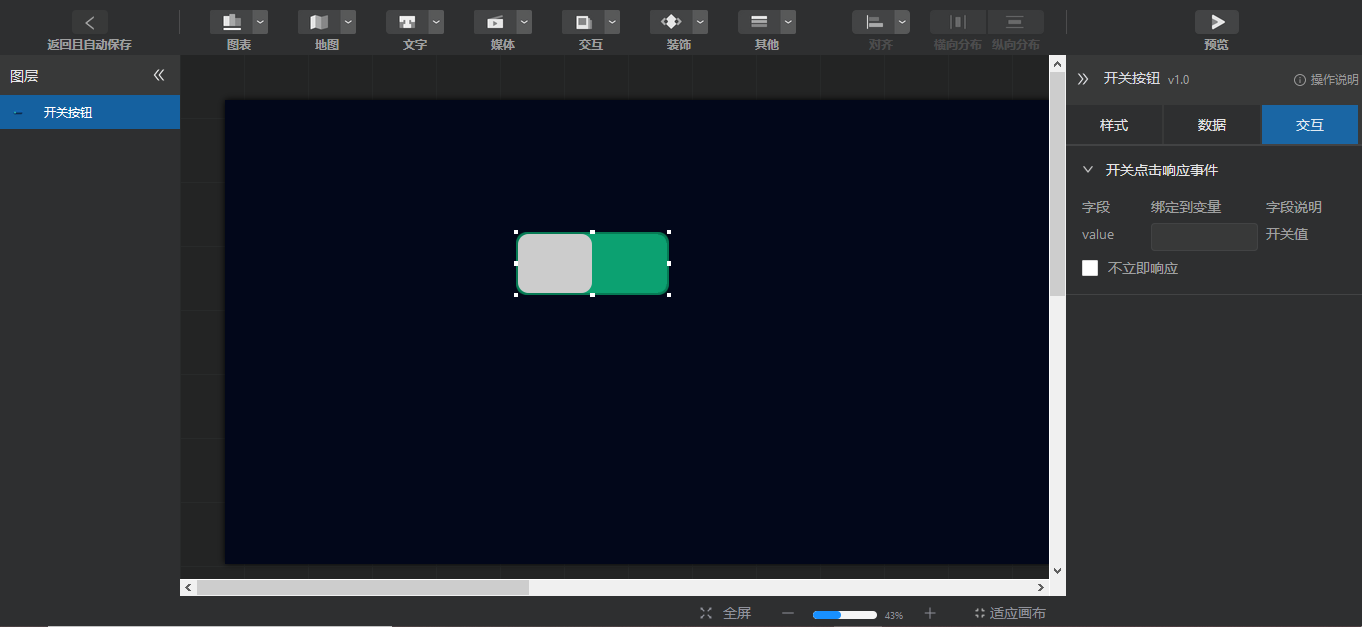 返回且自动保存
图表
地图
文字
媒体
交互
装饰
其他
对齐
横向分布
纵向分布
预览
图层
开关按钮
开关按钮 v1.0
操作说明
样式
数据
交互
开关点击响应事件
字段 绑定到变量 字段说明
value 开关值
不立即响应
全屏
43%
适应画布